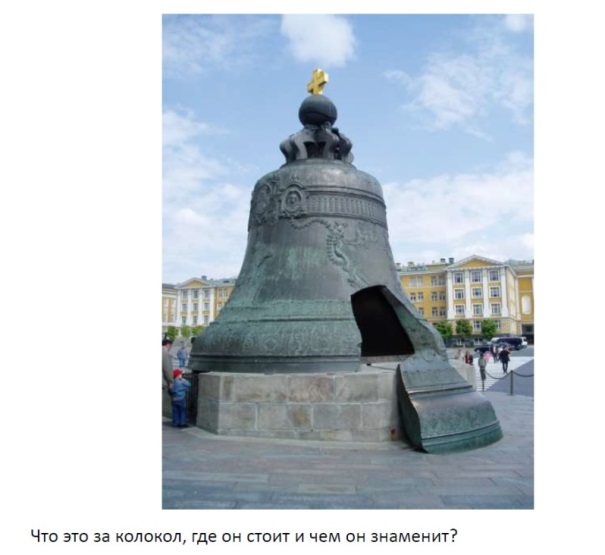 Что это за колокол, где он стоит и чем он знаменит?